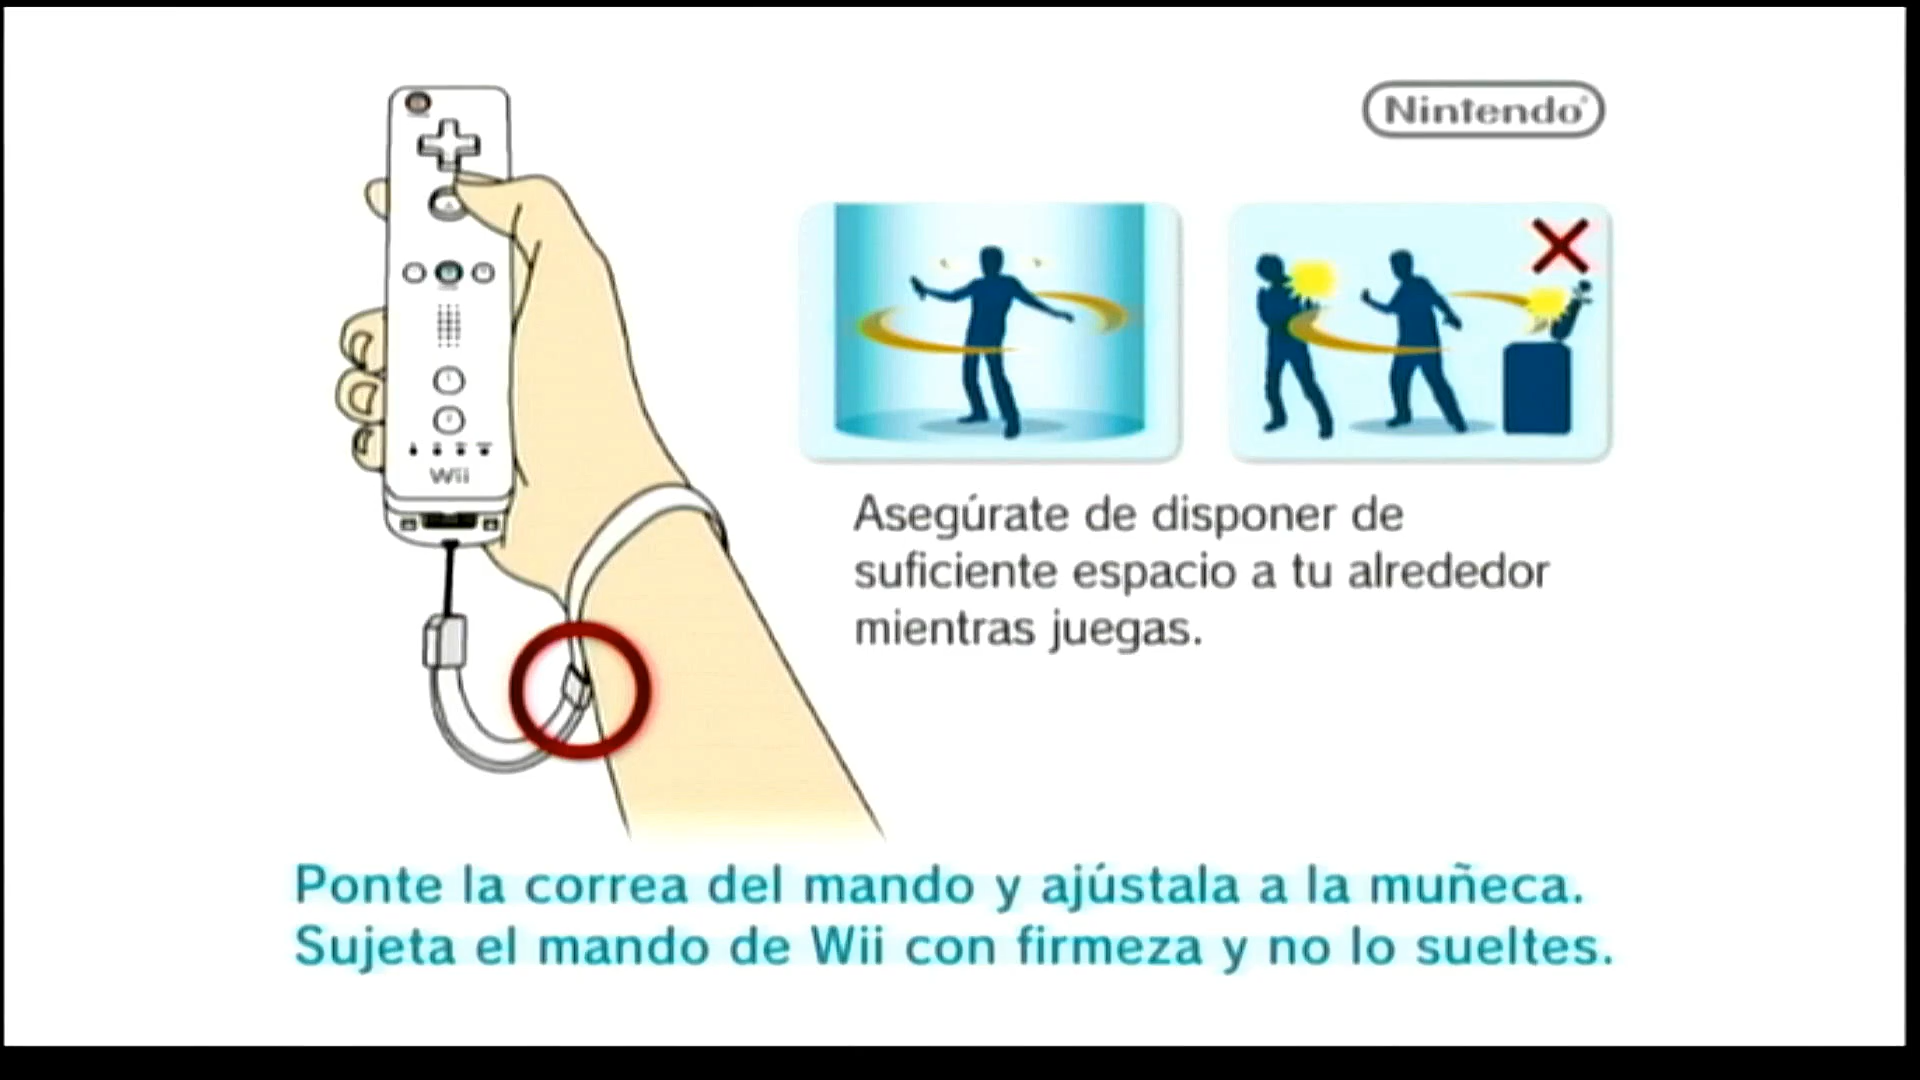 Nintendo®
Wii
Asegúrate de disponer de
suficiente espacio a tu alrededor
mientras juegas.
Ponte la correa del mando y ajústala a la muñeca.
Sujeta el mando de Wii con firmeza y no lo sueltes.